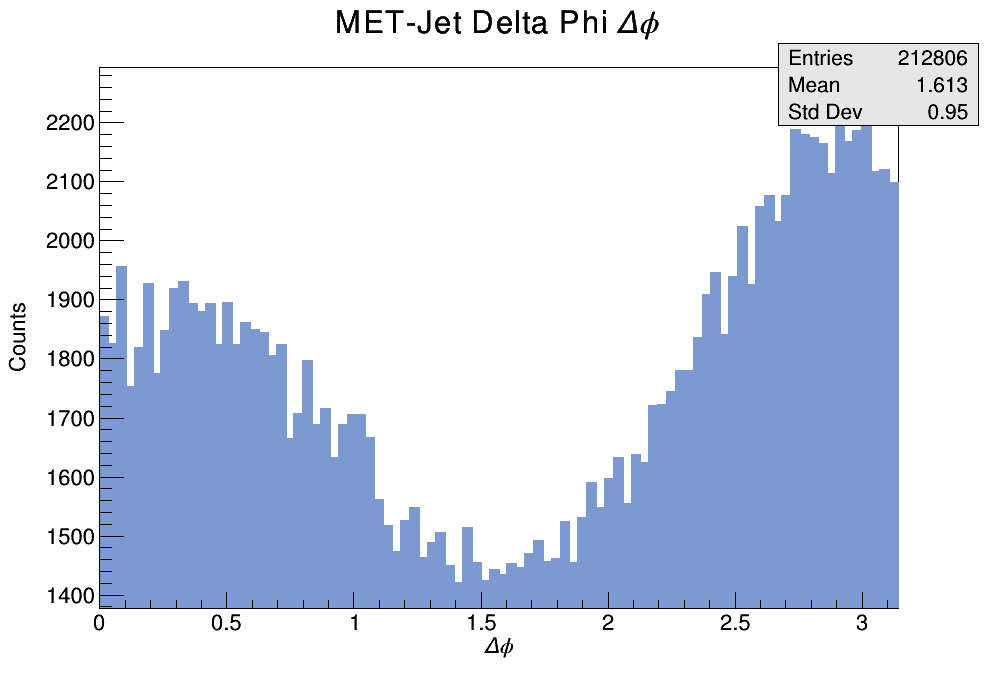 MET-Jet Delta Phi Δϕ
Entries 212806
Mean 1.613
Std Dev 0.95
Counts
2200
2100
2000
1900
1800
1700
1600
1500
1400
0 0.5 1 1.5 2 2.5 3
Δϕ